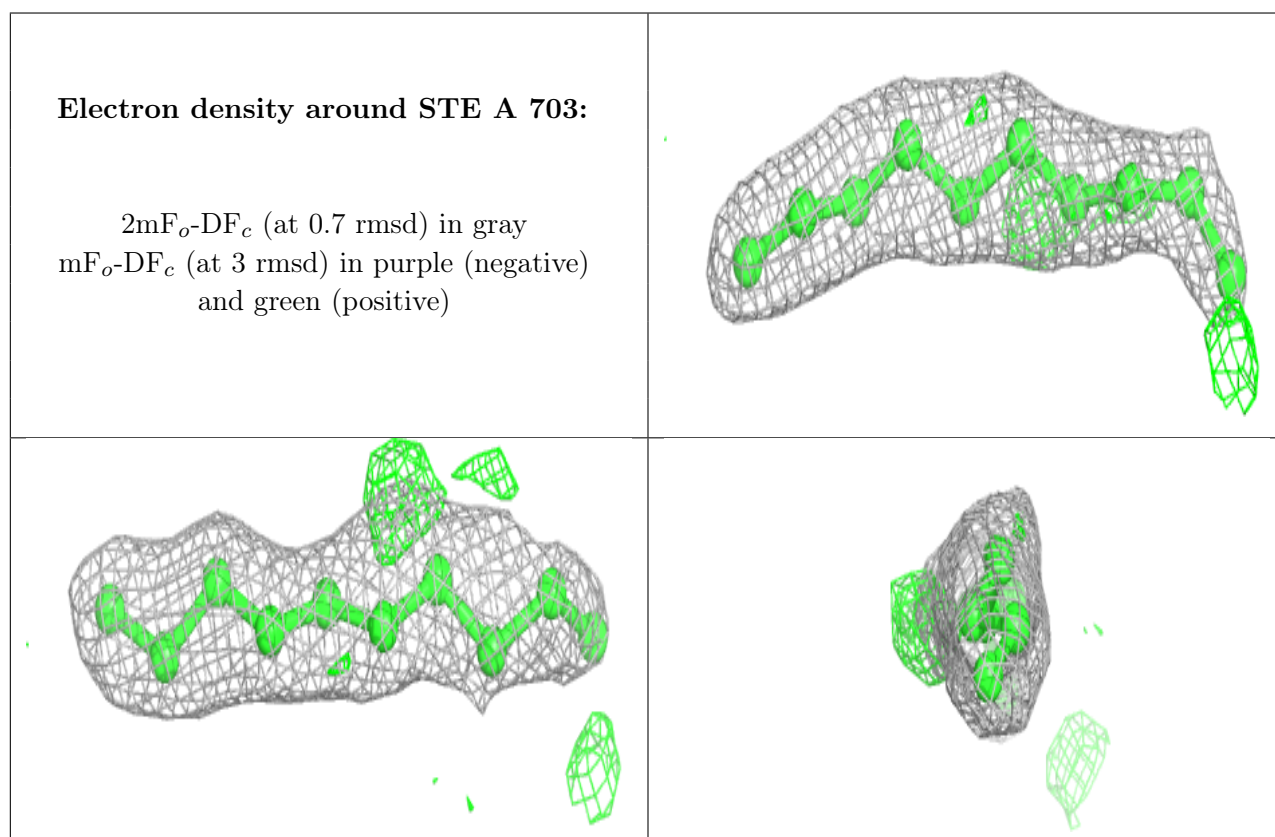 Electron density around STE A 703:
2mFo-DFc (at 0.7 rmsd) in gray
mFo-DFc (at 3 rmsd) in purple (negative)
and green (positive)